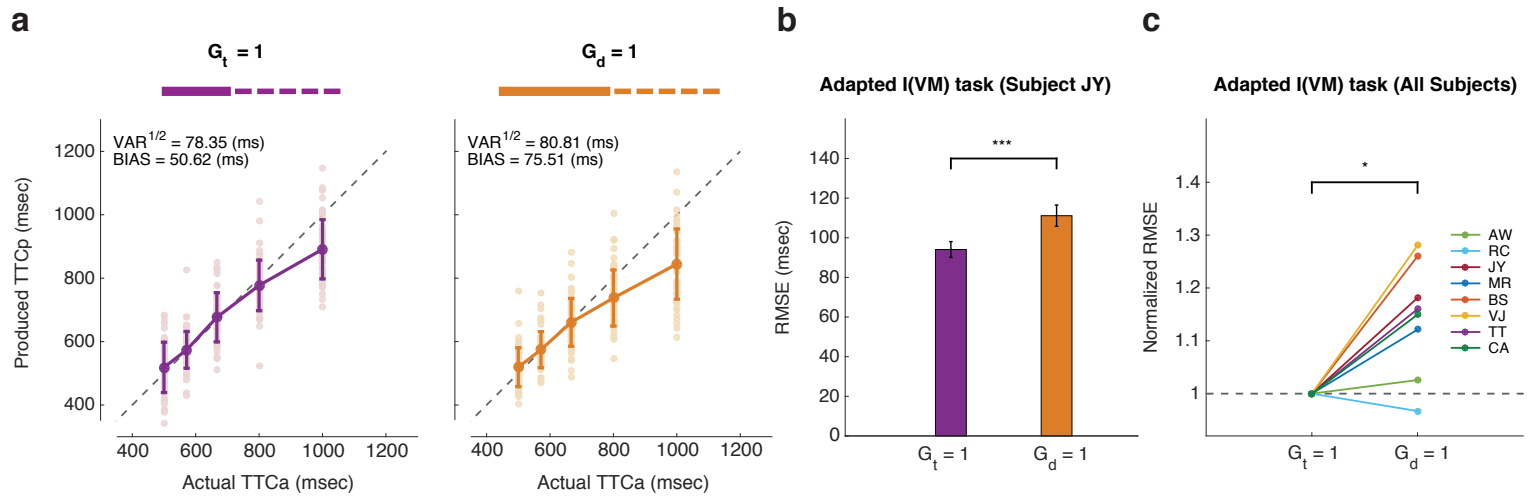 a
G_t = 1
G_d = 1
VAR^1/2 = 78.35 (ms)
BIAS = 50.62 (ms)
VAR^1/2 = 80.81 (ms)
BIAS = 75.51 (ms)
Produced TTCp (msec)
1200
1000
800
600
400
400 600 800 1000 1200
Actual TTCa (msec)
400 600 800 1000 1200
Actual TTCa (msec)
b
Adapted I(VM) task (Subject JY)
***
RMSE (msec)
140
120
100
80
60
40
20
0
G_t = 1
G_d = 1
c
Adapted I(VM) task (All Subjects)
*
Normalized RMSE
1.4
1.3
1.2
1.1
1
G_t = 1
G_d = 1
AW
RC
JY
MR
BS
VJ
TT
CA